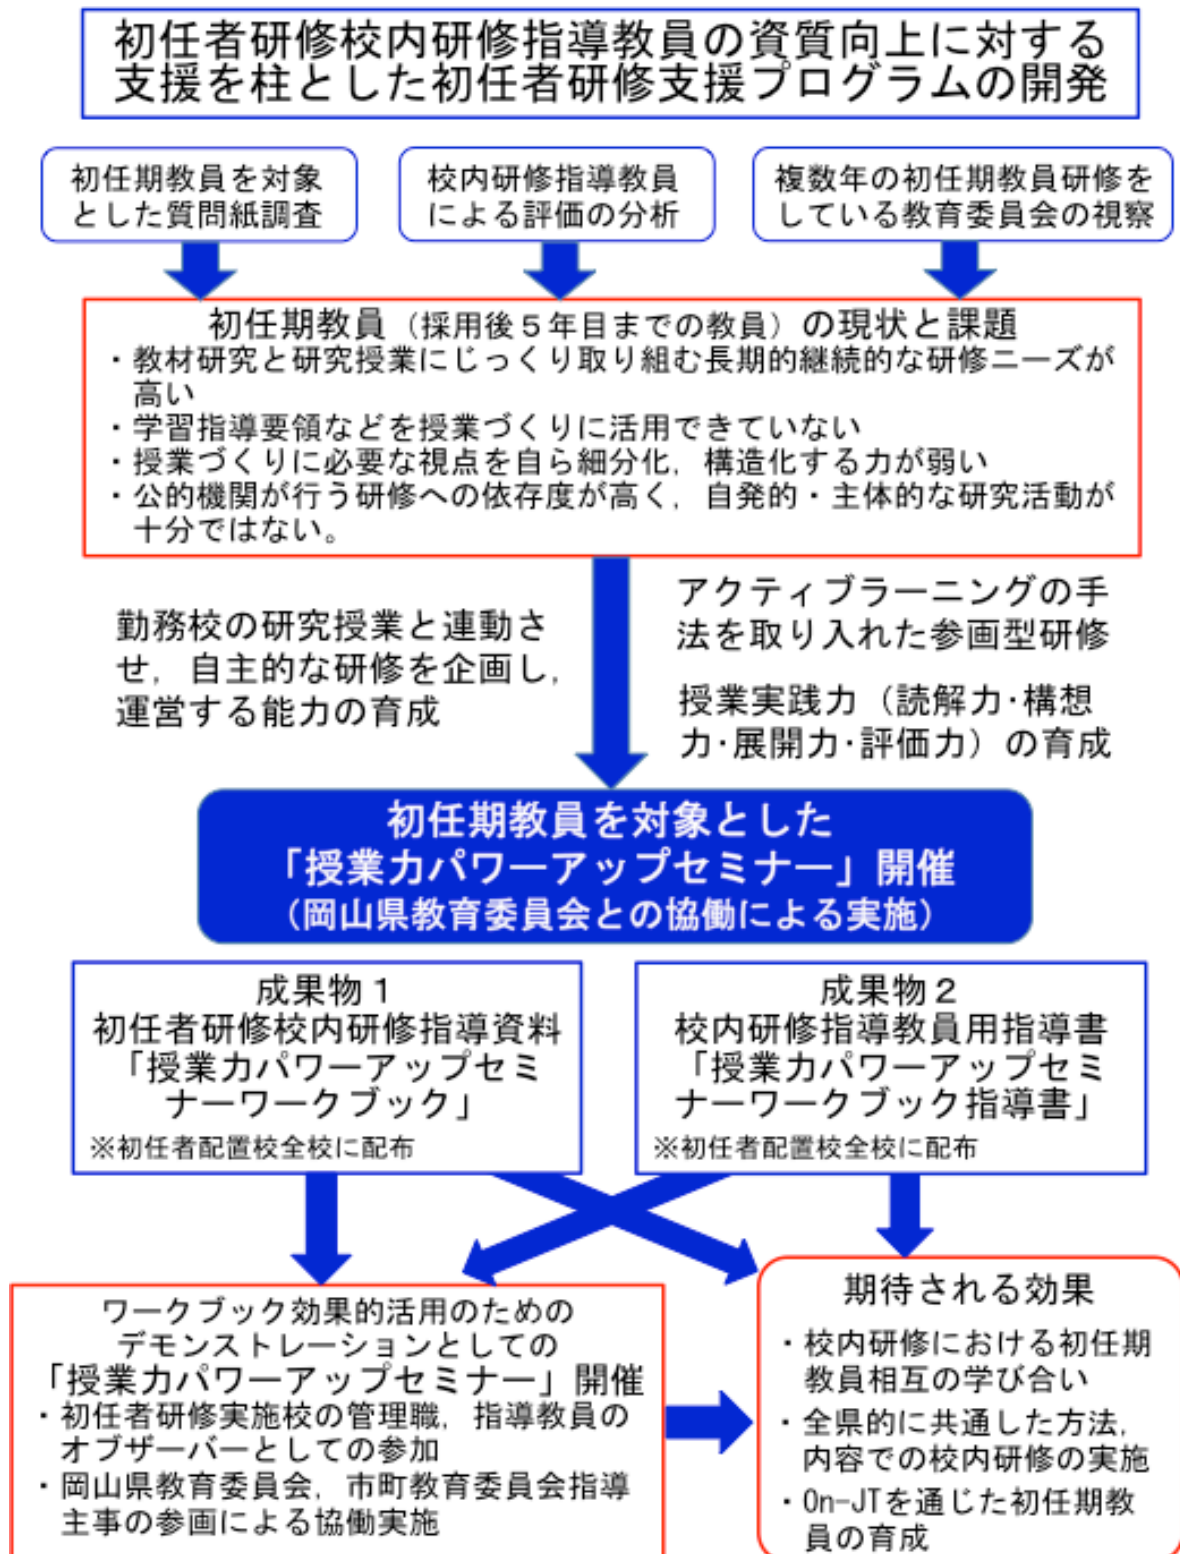 初任者研修校内研修指導教員の資質向上に対する
支援を柱とした初任者研修支援プログラムの開発
初任期教員を対象
とした質問紙調査
校内研修指導教員
による評価の分析
複数年の初任期教員研修を
している教育委員会の視察
初任期教員（採用後５年目までの教員）の現状と課題
・教材研究と研究授業にじっくり取り組む長期的継続的な研修ニーズが
高い
・学習指導要領などを授業づくりに活用できていない
・授業づくりに必要な視点を自ら細分化，構造化する力が弱い
・公的機関が行う研修への依存度が高く，自発的・主体的な研究活動が
十分ではない。
勤務校の研究授業と連動さ
せ，自主的な研修を企画し，
運営する能力の育成
アクティブラーニングの手
法を取り入れた参画型研修
授業実践力（読解力・構想
力・展開力・評価力）の育成
初任期教員を対象とした
「授業力パワーアップセミナー」開催
（岡山県教育委員会との協働による実施）
成果物１
初任者研修校内研修指導資料
「授業力パワーアップセミ
ナーワークブック」
※初任者配置校全校に配布
成果物２
校内研修指導教員用指導書
「授業力パワーアップセミ
ナーワークブック指導書」
※初任者配置校全校に配布
ワークブック効果的活用のための
デモンストレーションとしての
「授業力パワーアップセミナー」開催
・初任者研修実施校の管理職，指導教員の
オブザーバーとしての参加
・岡山県教育委員会，市町教育委員会指導
主事の参画による協働実施
期待される効果
・校内研修における初任期
教員相互の学び合い
・全県的に共通した方法，
内容での校内研修の実施
・On-JTを通じた初任期教
員の育成